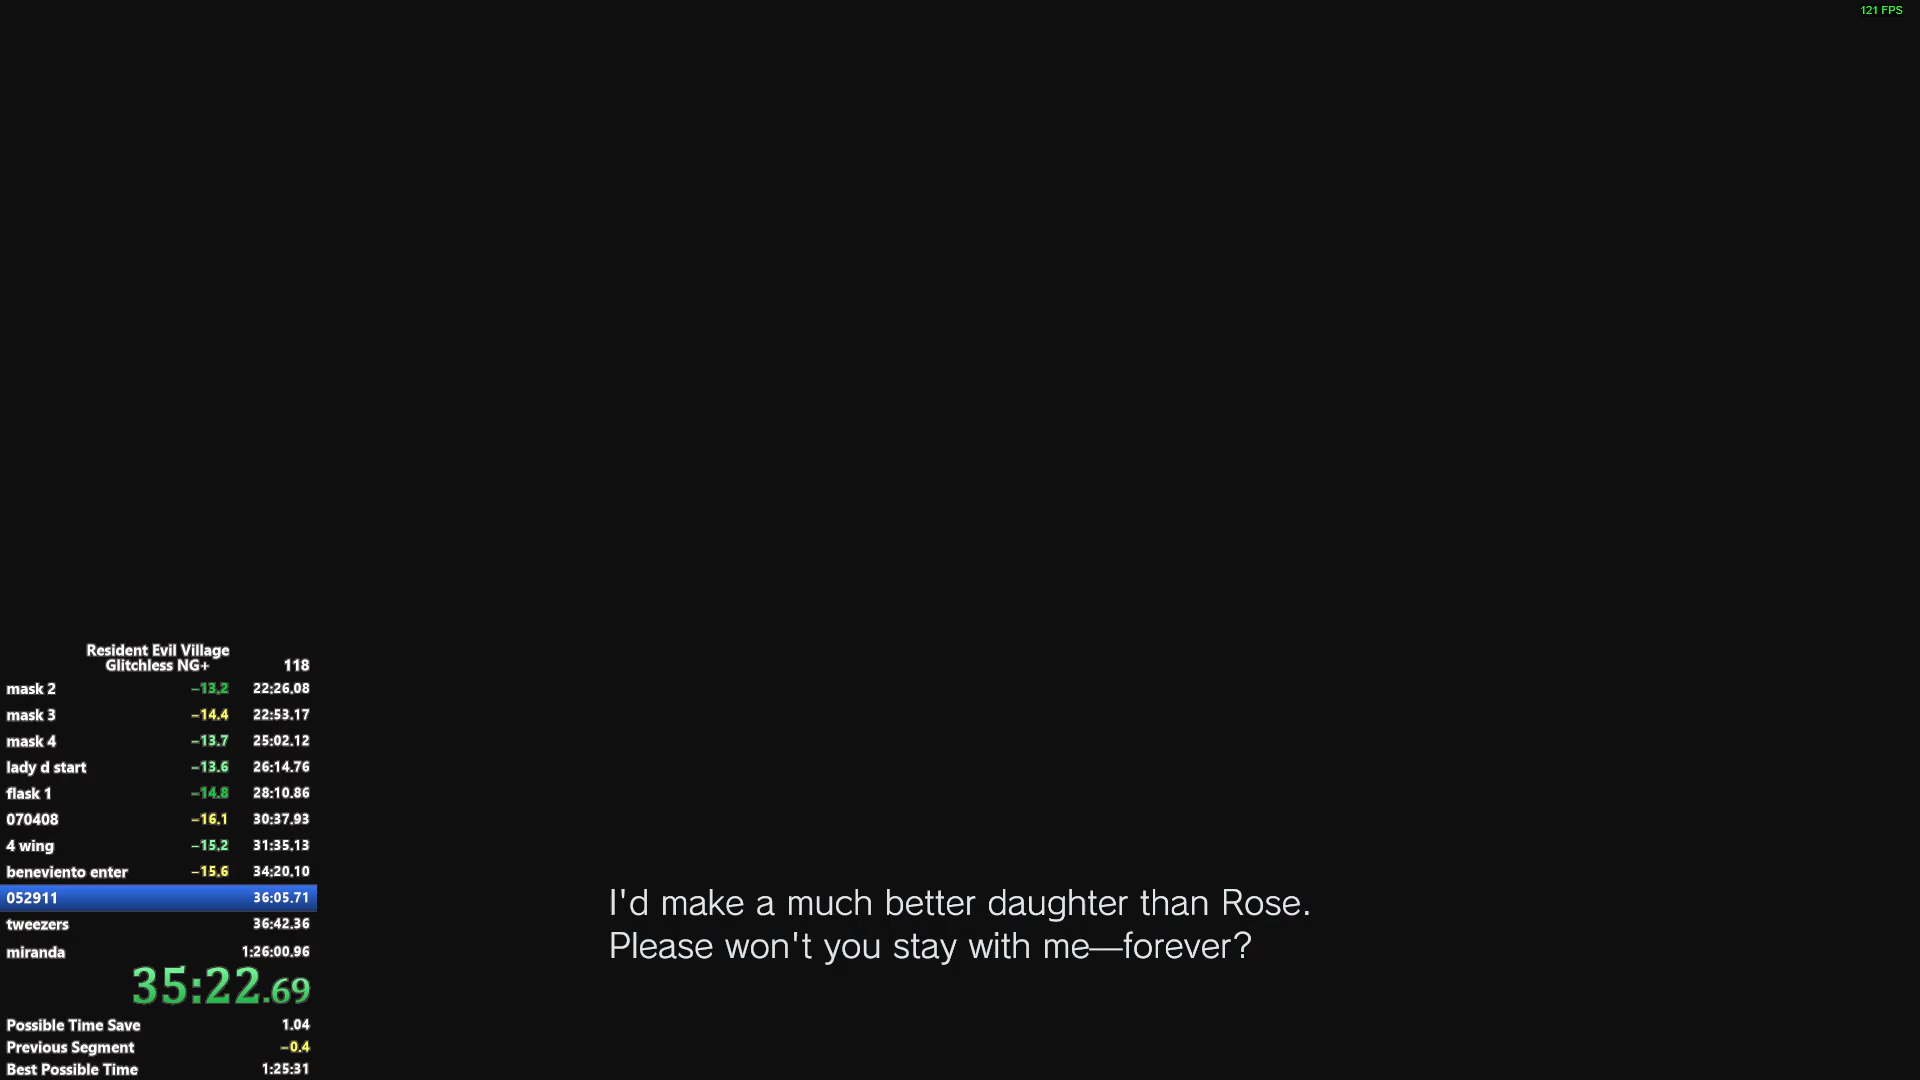 121 FPS
Resident Evil Village
Glitchless NG+ 118
mask 2 −13.2 22:26.08
mask 3 −14.4 22:53.17
mask 4 −13.7 25:02.12
lady d start −13.6 26:14.76
flask 1 −14.8 28:10.86
070408 −16.1 30:37.93
4 wing −15.2 31:35.13
beneviento enter −15.6 34:20.10
052911 36:05.71
tweezers 36:42.36
miranda 1:26:00.96
35:22.69
Possible Time Save 1.04
Previous Segment −0.4
Best Possible Time 1:25:31
I'd make a much better daughter than Rose.
Please won't you stay with me—forever?